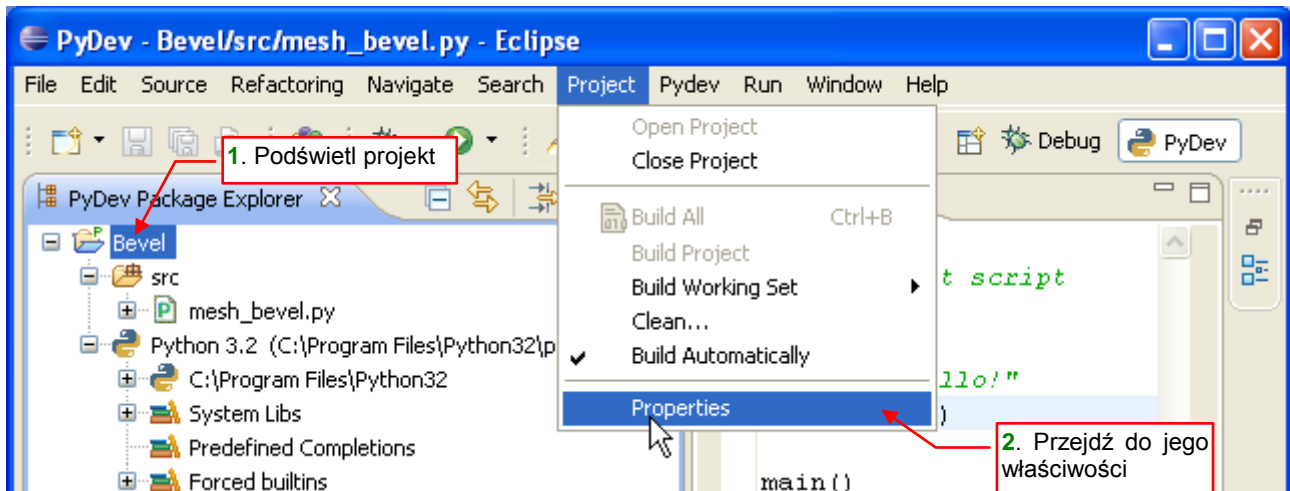 PyDev - Bevel/src/mesh_bevel.py - Eclipse
File Edit Source Refactoring Navigate Search Project Pydev Run Window Help
Open Project
Close Project
Build All Ctrl+B
Build Project
Build Working Set
Clean...
Build Automatically
Properties
1. Podświetl projekt
Debug PyDev
PyDev Package Explorer
Bevel
src
mesh_bevel.py
Python 3.2 (C:\Program Files\Python32\p
C:\Program Files\Python32
System Libs
Predefined Completions
Forced builtins
t script
llo!"
)
main()
2. Przejdź do jego
właściwości